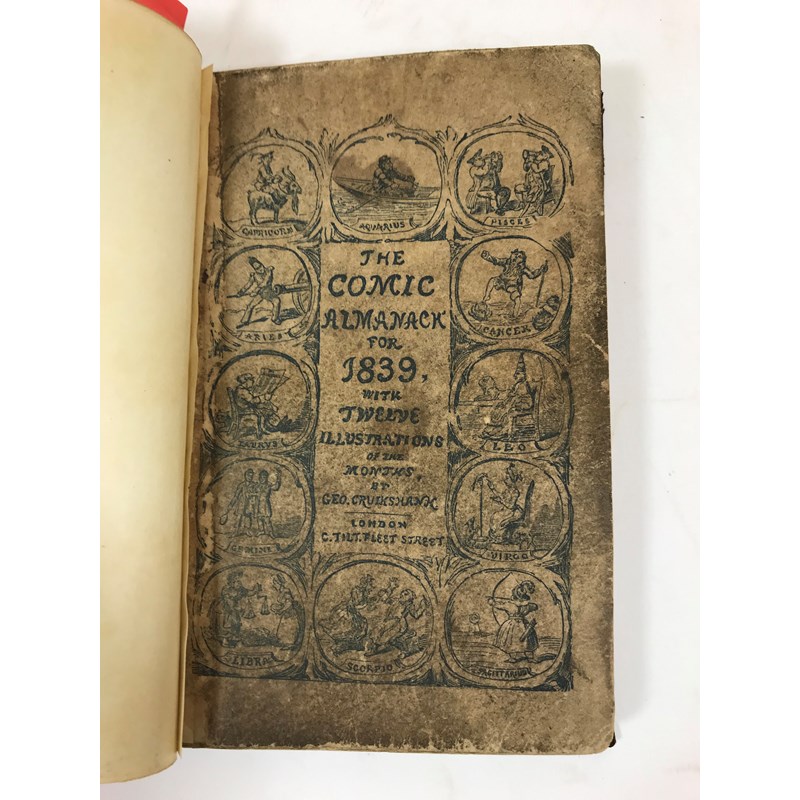 CAPRICORN
AQUARIUS
PISCES
ARIES
CANCER
TAURUS
LEO
GEMINI
VIRGO
LIBRA
SCORPIO
SAGITTARIUS
THE
COMIC
ALMANACK
FOR
1839,
WITH
TWELVE
ILLUSTRATIONS
OF THE
MONTHS,
BY
GEO. CRUIKSHANK
LONDON
C. TILT, FLEET STREET